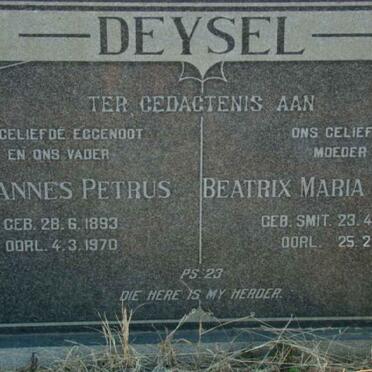 DEYSEL
TER GEDAGTENIS AAN
GELIEFDE EGGENOOT
EN ONS VADER
ANNES PETRUS
GEB. 28.6.1893
OORL. 4.3.1970
ONS GELIEF
MOEDER
BEATRIX MARIA
GEB. SMIT. 23.4
OORL. 25.2
PS. 23
DIE HERE IS MY HERDER.